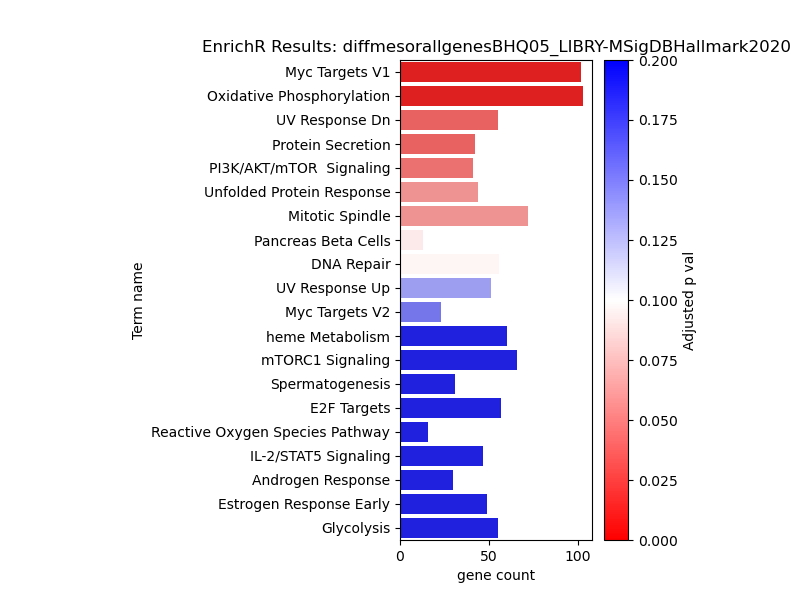 EnrichR Results: diffmesorallgenesBHQ05_LIBRY-MSigDBHallmark2020
Myc Targets V1
Oxidative Phosphorylation
UV Response Dn
Protein Secretion
PI3K/AKT/mTOR  Signaling
Unfolded Protein Response
Mitotic Spindle
Pancreas Beta Cells
DNA Repair
UV Response Up
Myc Targets V2
heme Metabolism
mTORC1 Signaling
Spermatogenesis
E2F Targets
Reactive Oxygen Species Pathway
IL-2/STAT5 Signaling
Androgen Response
Estrogen Response Early
Glycolysis
Term name
0 50 100
gene count
0.200
0.175
0.150
0.125
0.100
0.075
0.050
0.025
0.000
Adjusted p val